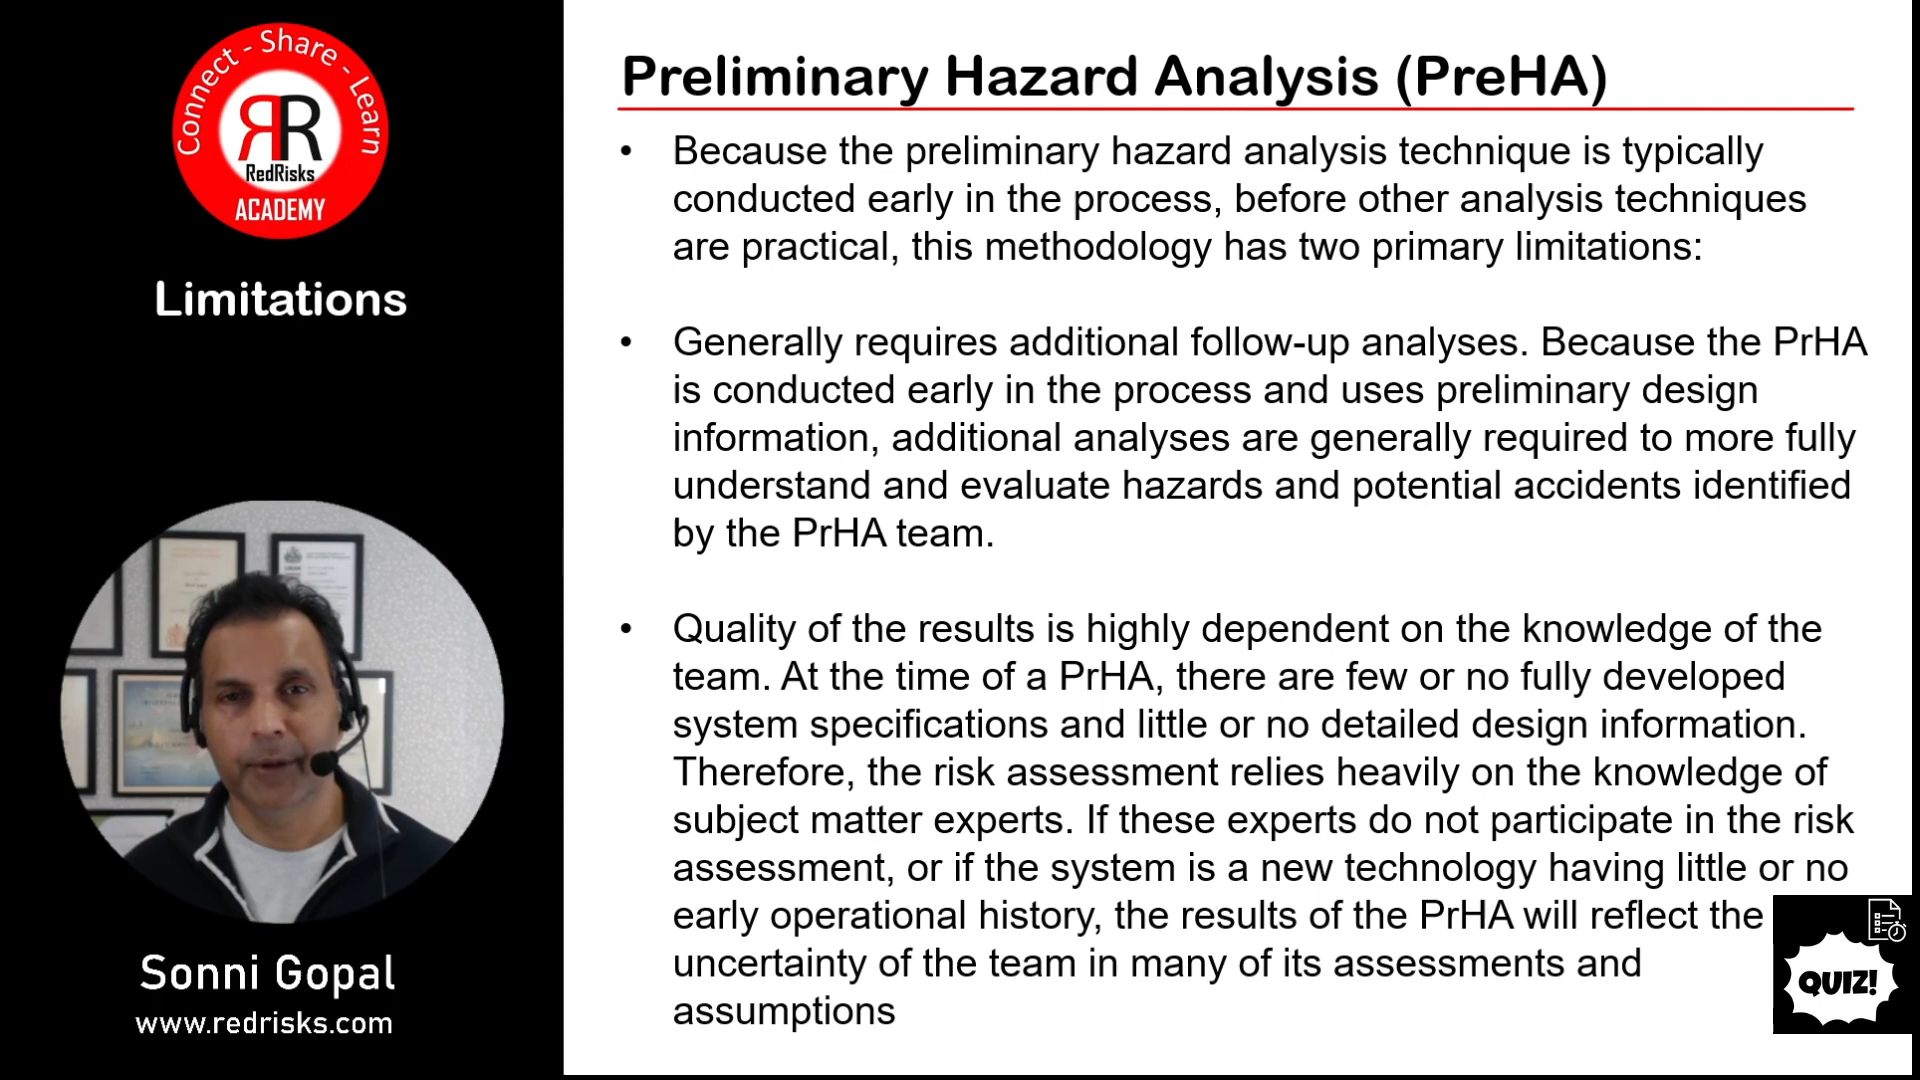 Connect - Share - Learn
RR
RedRisks
ACADEMY
Limitations
Sonni Gopal
www.redrisks.com
Preliminary Hazard Analysis (PreHA)
• Because the preliminary hazard analysis technique is typically
conducted early in the process, before other analysis techniques
are practical, this methodology has two primary limitations:
• Generally requires additional follow-up analyses. Because the PrHA
is conducted early in the process and uses preliminary design
information, additional analyses are generally required to more fully
understand and evaluate hazards and potential accidents identified
by the PrHA team.
• Quality of the results is highly dependent on the knowledge of the
team. At the time of a PrHA, there are few or no fully developed
system specifications and little or no detailed design information.
Therefore, the risk assessment relies heavily on the knowledge of
subject matter experts. If these experts do not participate in the risk
assessment, or if the system is a new technology having little or no
early operational history, the results of the PrHA will reflect the
uncertainty of the team in many of its assessments and
assumptions
QUIZ!